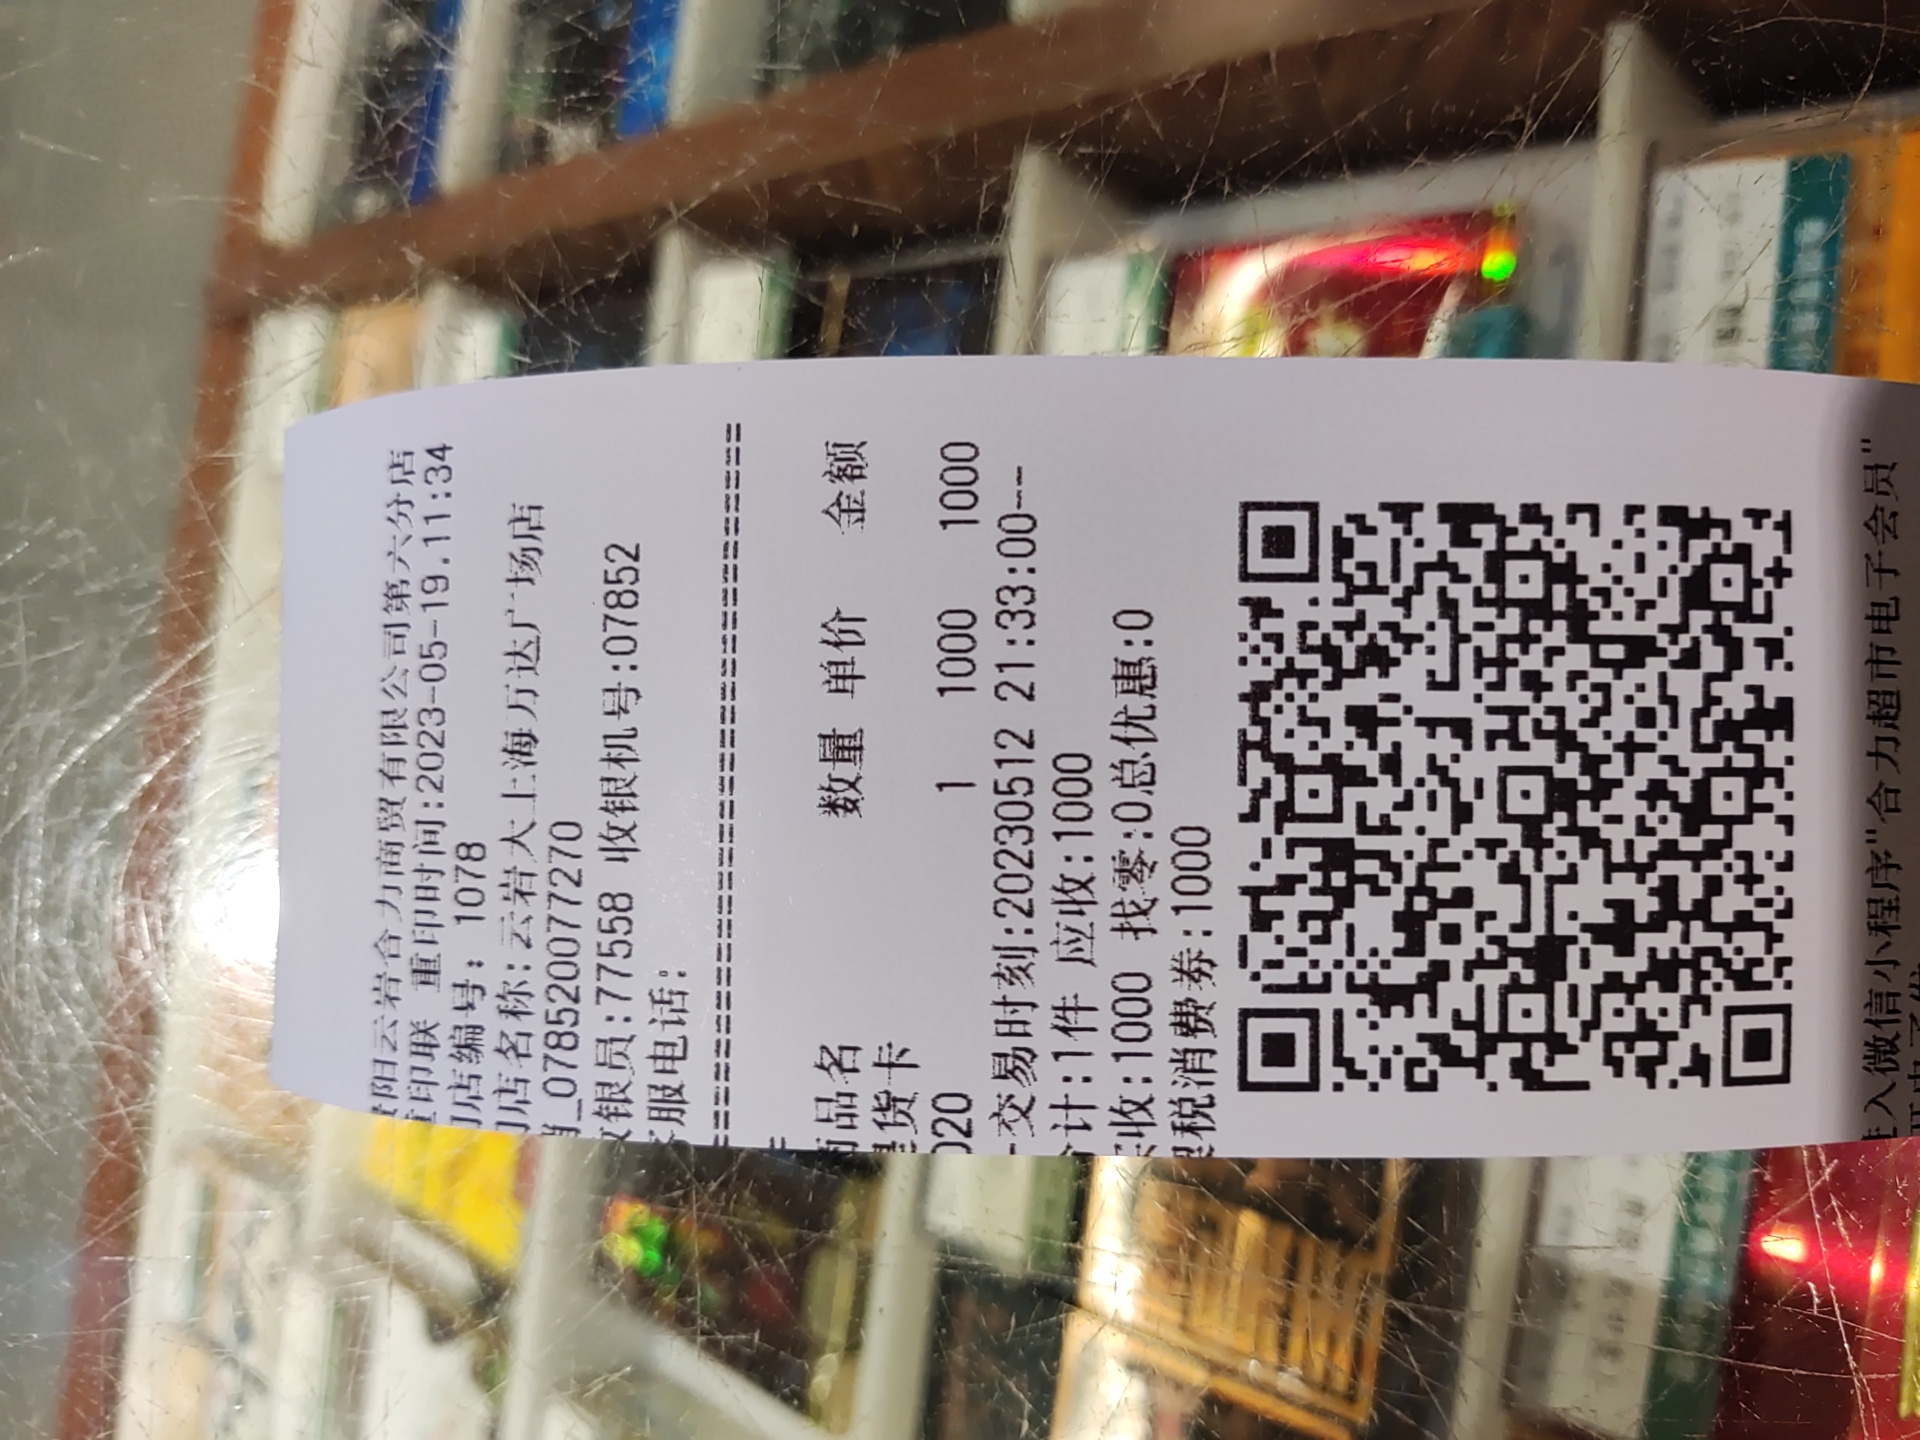 阳云岩合力商贸有限公司第六分店
印联 重印时间:2023-05-19.11:34
店编号: 1078
店名称:云岩大上海万达广场店
_078520077270
银员:77558 收银机号:07852
服电话:
品名 数量 单价 金额
货卡
020 1 1000 1000
-交易时刻:20230512 21:33:00--
计:1件 应收:1000
收:1000 找零:0总优惠:0
税消费券:1000
入微信小程序"合力超市电子会员"